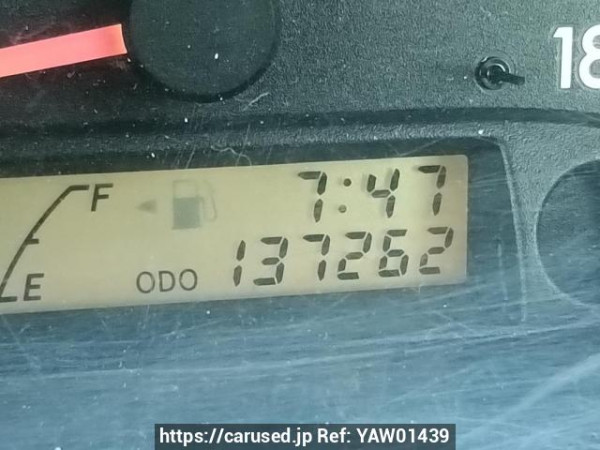 18
F
7:47
E
ODO 137262
https://carused.jp Ref: YAW01439